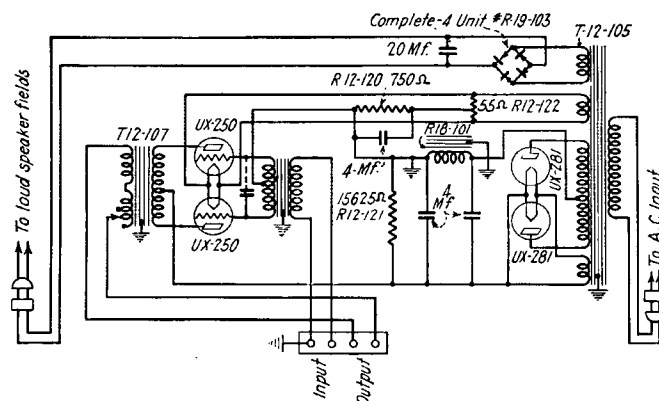 Complete-4 Unit #R-19-103
T-12-105
20 Mf.
R12-120 750Ω
55Ω R12-122
T12-107
UX-250
R18-101
4-Mf.
UX-281
15625Ω
R12-121
4
Mf
UX-250
UX-281
To loud speaker fields
To A.C. Input
Input
Output